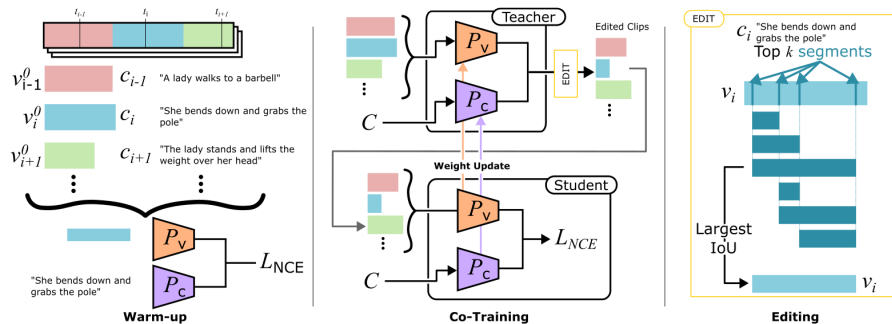 t_{i-1} t_i t_{i+1}
v^0_{i-1} c_{i-1} "A lady walks to a barbell"
v^0_i c_i "She bends down and grabs the
pole"
v^0_{i+1} c_{i+1} "The lady stands and lifts the
weight over her head"
P_V
L_NCE
"She bends down and
grabs the pole"
P_C
Warm-up
Teacher
P_V
Edited Clips
EDIT
C
P_C
Weight Update
Student
P_V
L_NCE
C
P_C
Co-Training
EDIT
c_i "She bends down and
grabs the pole"
Top k segments
v_i
Largest
IoU
v_i
Editing